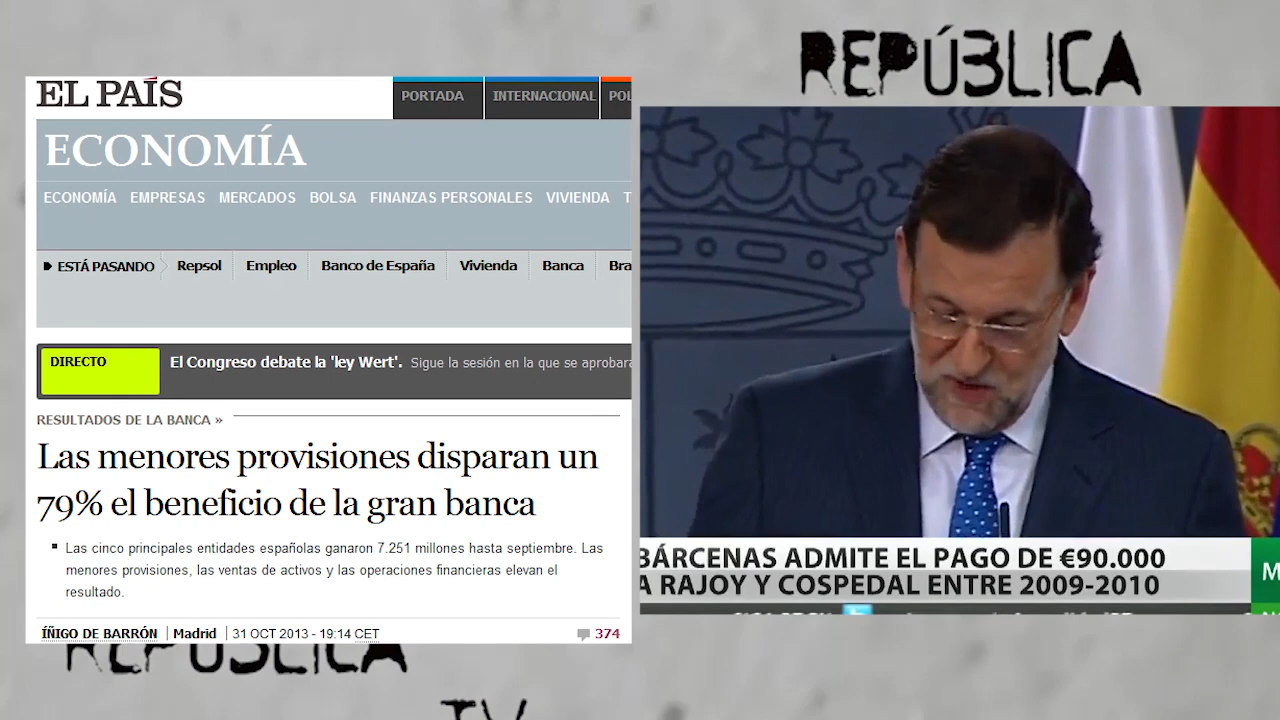 REPÚBLICA
EL PAÍS
PORTADA INTERNACIONAL POL
ECONOMÍA
ECONOMÍA EMPRESAS MERCADOS BOLSA FINANZAS PERSONALES VIVIENDA T
ESTÁ PASANDO Repsol Empleo Banco de España Vivienda Banca Bra
DIRECTO El Congreso debate la 'ley Wert'. Sigue la sesión en la que se aprobara
RESULTADOS DE LA BANCA »
Las menores provisiones disparan un
79% el beneficio de la gran banca
Las cinco principales entidades españolas ganaron 7.251 millones hasta septiembre. Las
menores provisiones, las ventas de activos y las operaciones financieras elevan el
resultado.
ÍÑIGO DE BARRÓN Madrid 31 OCT 2013 - 19:14 CET 374
BÁRCENAS ADMITE EL PAGO DE €90.000
A RAJOY Y COSPEDAL ENTRE 2009-2010
M
REPÚBLICA
TV